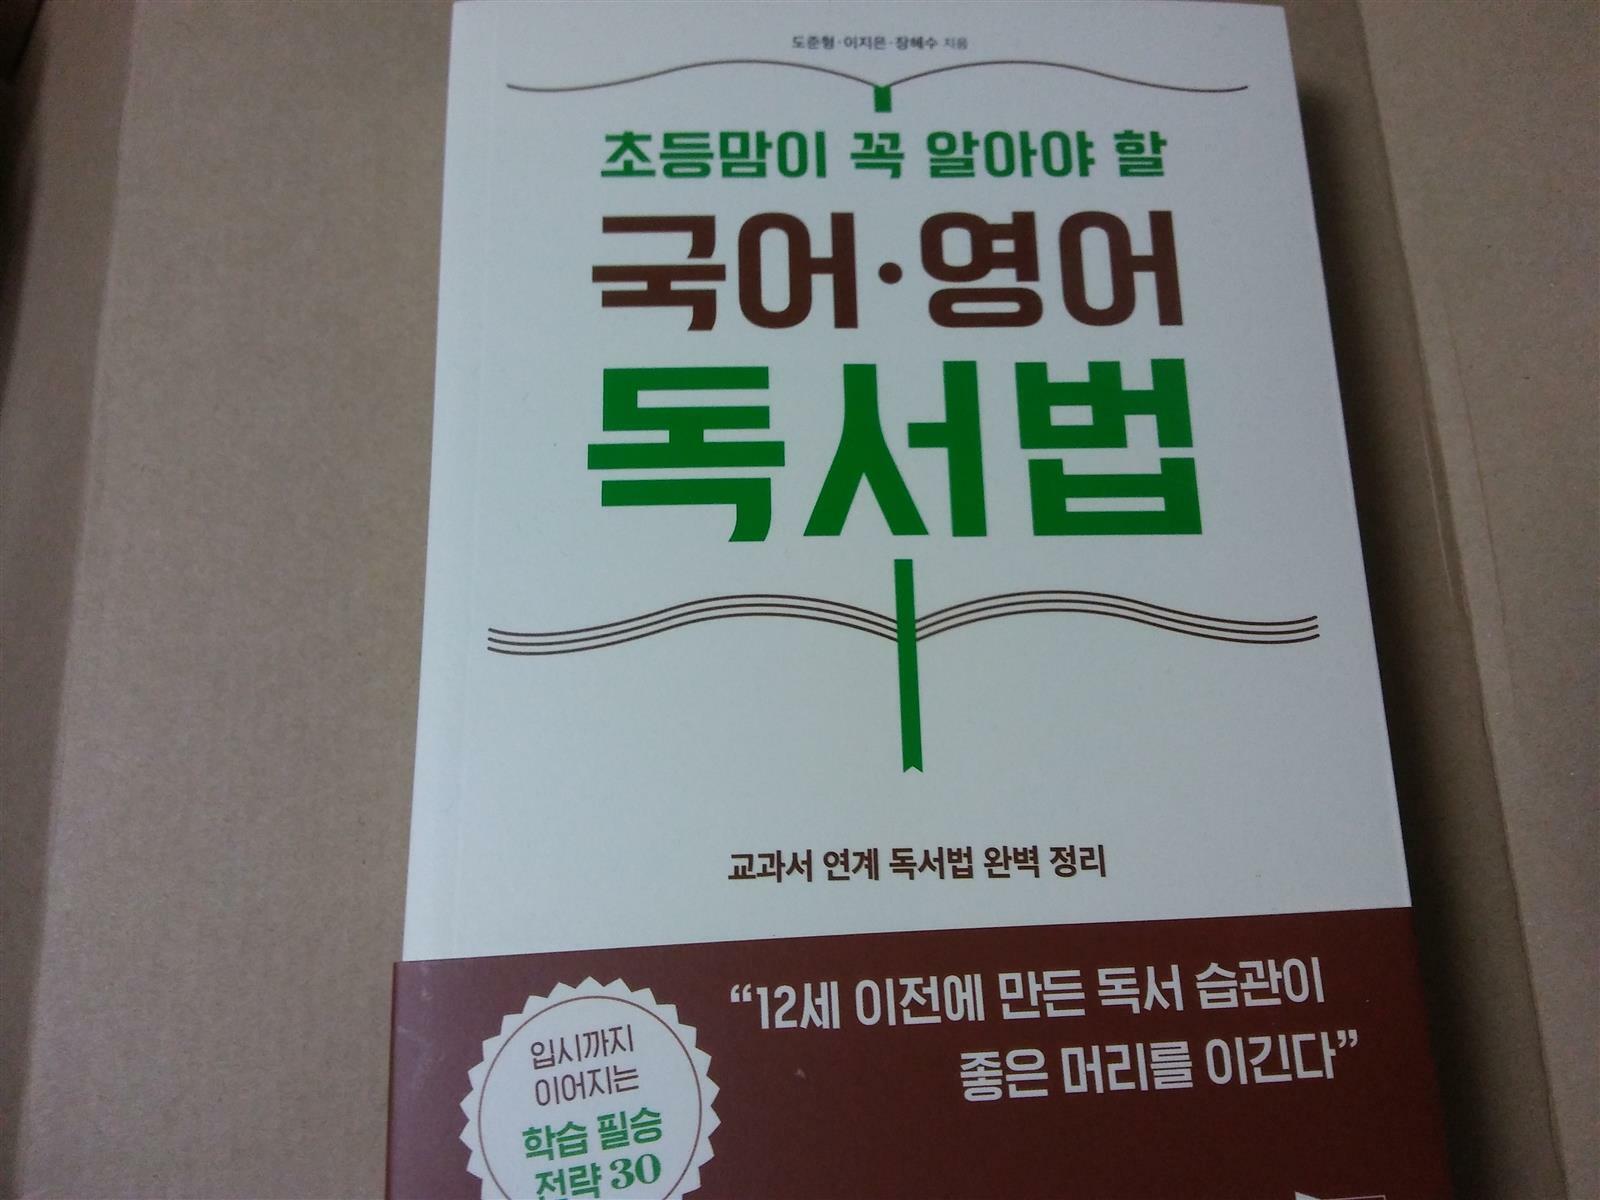 도준형·이지은·장혜수 지음
초등맘이 꼭 알아야 할
국어·영어
독서법
교과서 연계 독서법 완벽 정리
“12세 이전에 만든 독서 습관이
좋은 머리를 이긴다”
입시까지
이어지는
학습 필승
전략 30